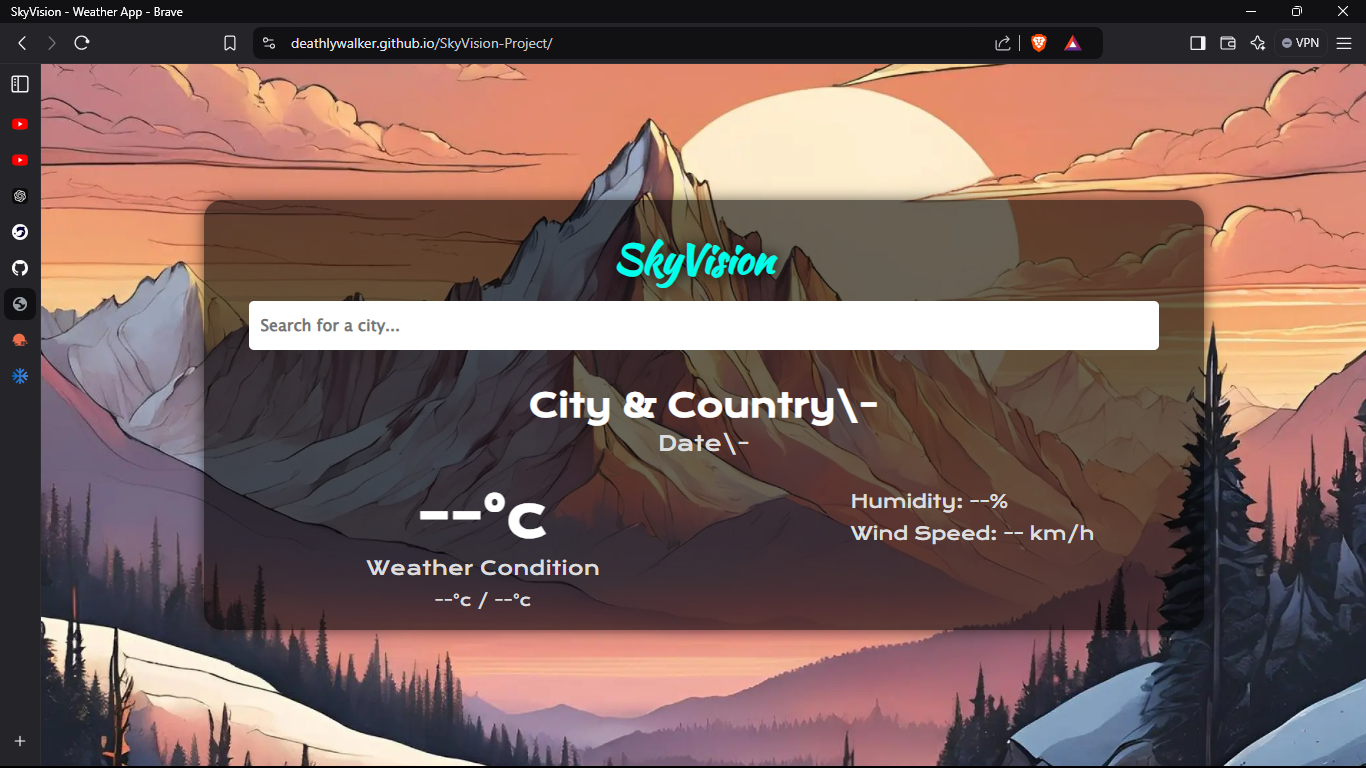 SkyVision - Weather App - Brave
deathlywalker.github.io/SkyVision-Project/
VPN
SkyVision
Search for a city...
City & Country\-
Date\-
--°c
Weather Condition
--°c / --°c
Humidity: --%
Wind Speed: -- km/h